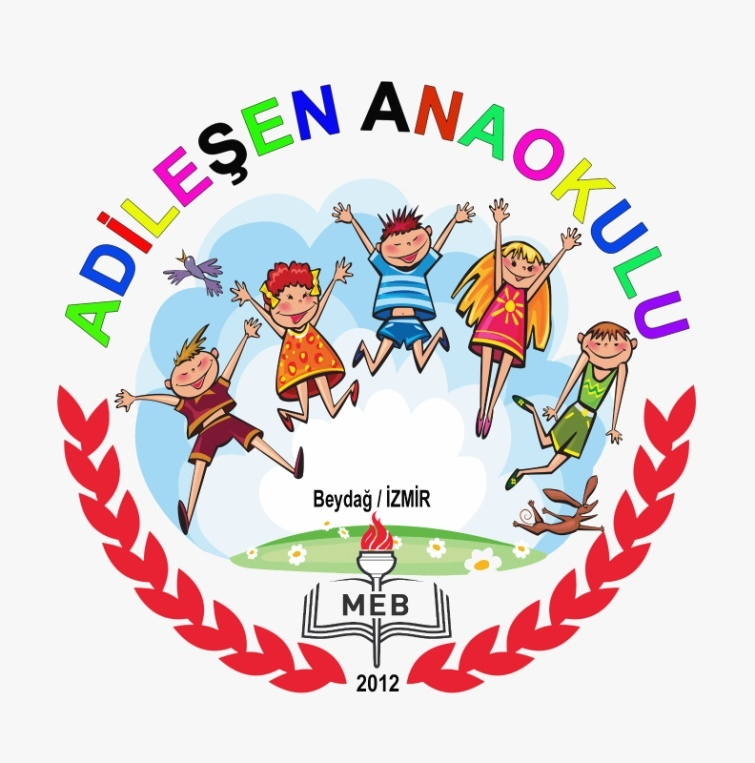 ADİLEŞEN ANAOKULU
Beydağ / İZMİR
MEB
2012